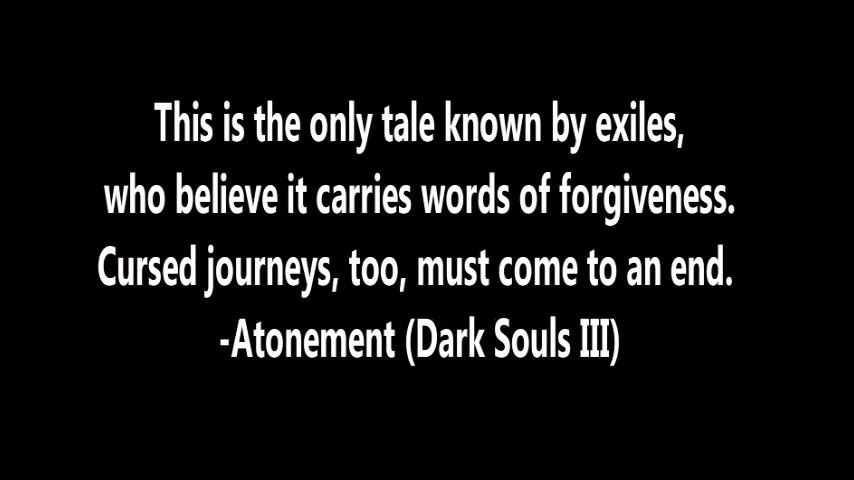 This is the only tale known by exiles,
who believe it carries words of forgiveness.
Cursed journeys, too, must come to an end.
-Atonement (Dark Souls III)